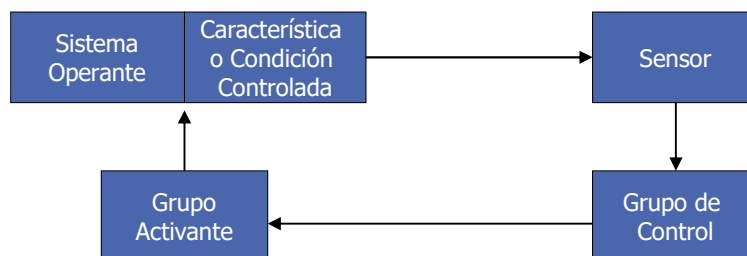 Sistema
Operante
Característica
o Condición
Controlada
Sensor
Grupo
Activante
Grupo de
Control